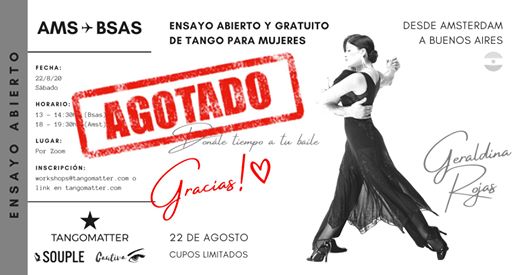 ENSAYO ABIERTO
AMS ✈ BSAS
ENSAYO ABIERTO Y GRATUITO
DE TANGO PARA MUJERES
DESDE AMSTERDAM
A BUENOS AIRES
FECHA:
22/8/20
Sábado
HORARIO:
13 – 14:30 (Bsas)
18 – 19:30 (Amst)
LUGAR:
Por Zoom
INSCRIPCIÓN:
workshops@tangomatter.com o
link en tangomatter.com
AGOTADO
Donale tiempo a tu baile
Gracias!
Geraldina
Rojas
TANGOMATTER
SOUPLE
Cautiva
22 DE AGOSTO
CUPOS LIMITADOS